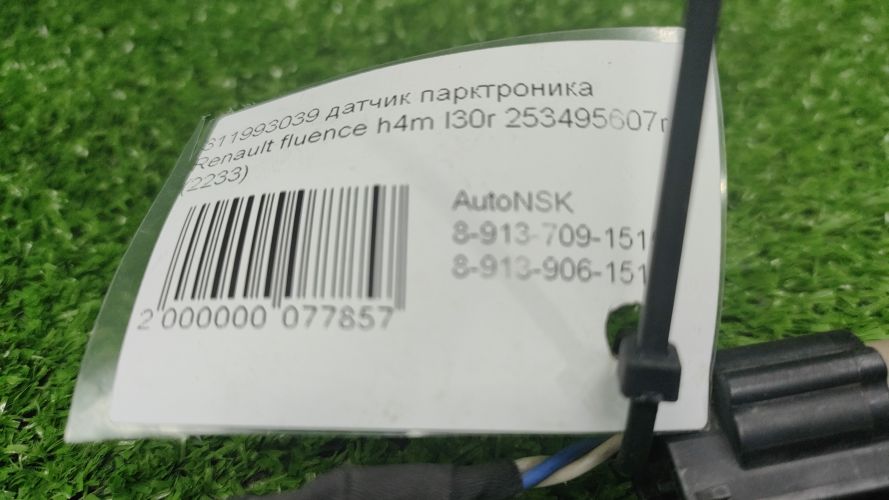 311993039 датчик парктроника
Renault fluence h4m l30r 253495607r
(2233)
AutoNSK
8-913-709-151
8-913-906-151
2 000000 077857